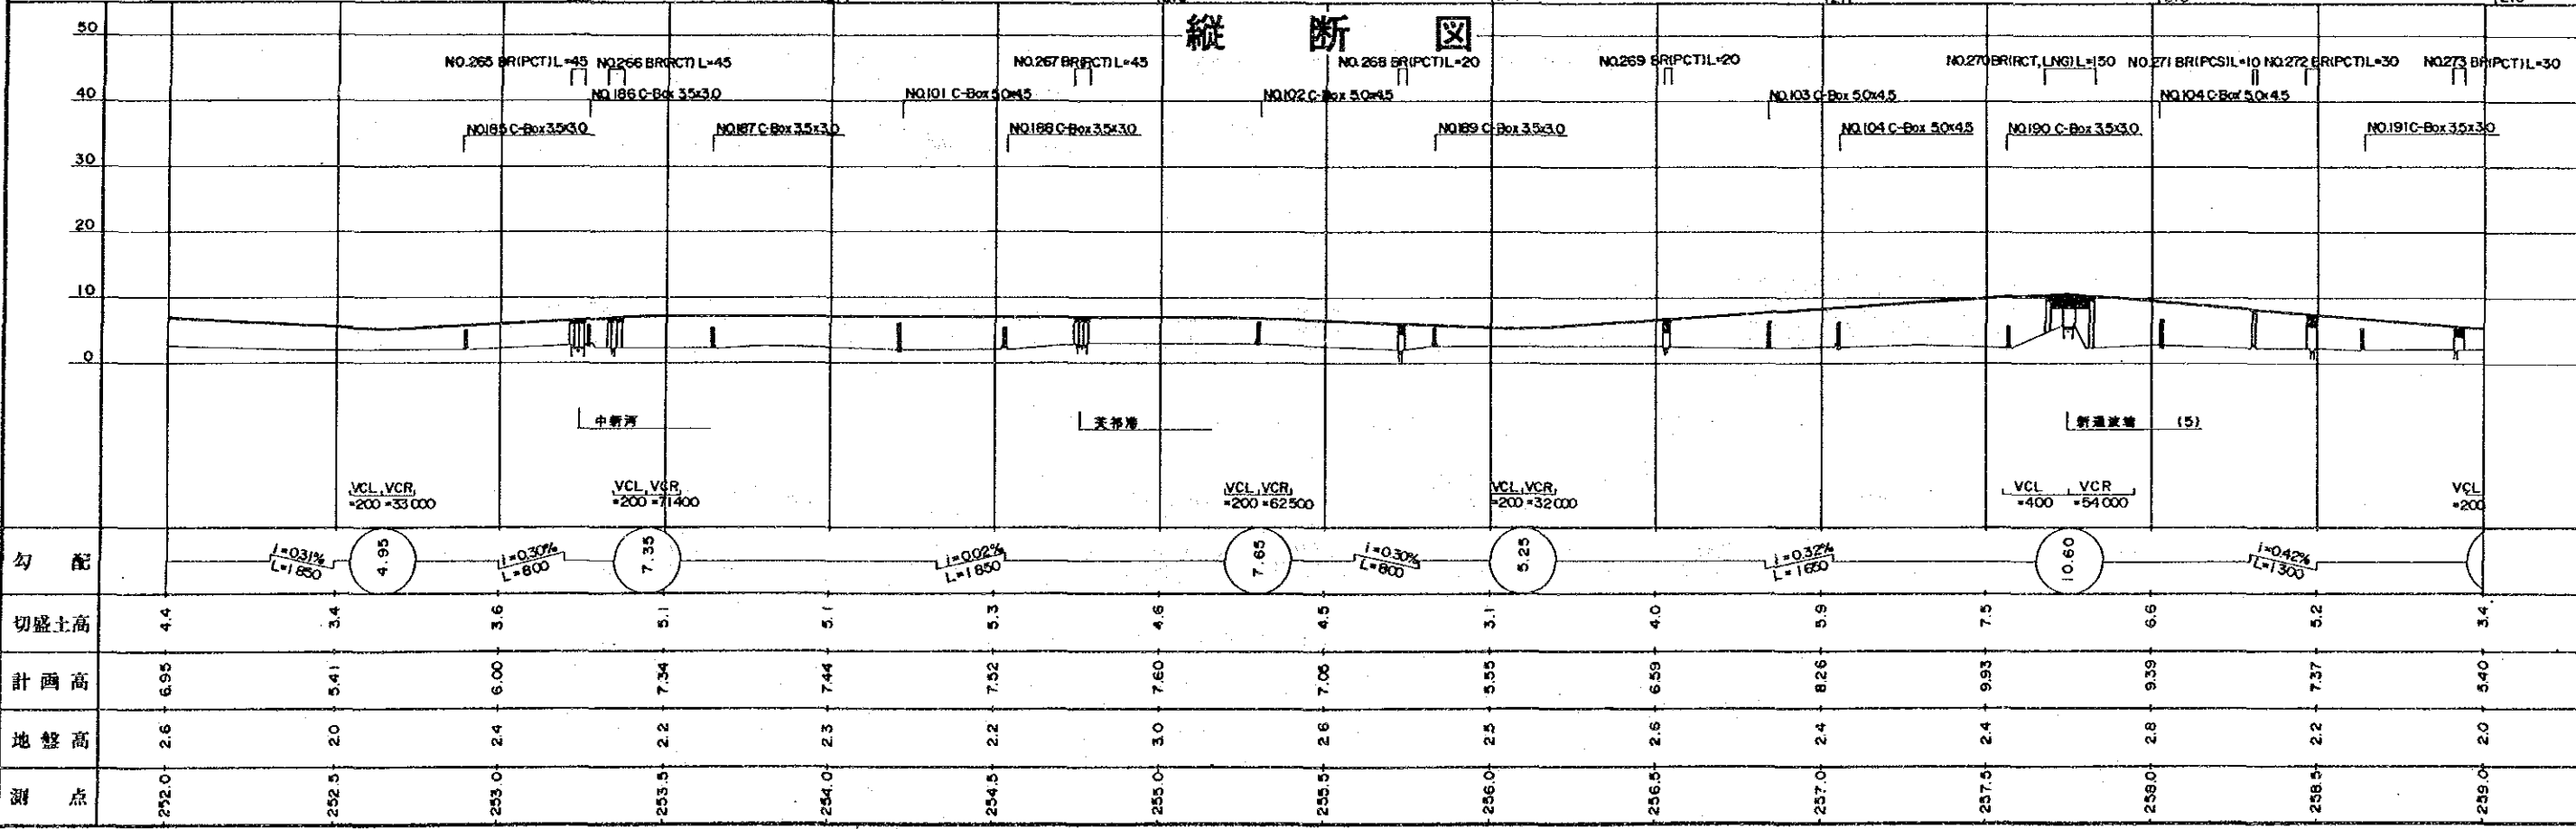 縦 断 図
50
NO.265 BR(PCT)L=45 NO.266 BR(RCT) L=45 NO.267 BR(RCT)L=45 NO.268 BR(PCT)L=20 NO.269 BR(PCT)L=20 NO.270BR(RCT,LNG)L=150 NO.271 BR(PCS)L=10 NO.272 BR(PCT)L=30 NO.273 BR(PCT)L=30
40
NO.186 C-Box 3.5x3.0 NO.101 C-Box 5.0x4.5 NO.102 C-Box 5.0x4.5 NO.103 C-Box 5.0x4.5 NO.104 C-Box 5.0x4.5
NO.185 C-Box 3.5x3.0 NO.187 C-Box 3.5x3.0 NO.188 C-Box 3.5x3.0 NO.189 C-Box 3.5x3.0 NO.104 C-Box 5.0x4.5 NO.190 C-Box 3.5x3.0 NO.191 C-Box 3.5x3.0
30
20
10
0
中新河 (5)
VCL VCR VCL VCR VCL VCR VCL VCR VCL VCR VCL
=200 =33000 =200 =71400 =200 =62500 =200 =32000 =400 =54000 =200
勾 配 i=0.31% 4.95 i=0.30% 7.35 i=0.02% 7.65 i=0.30% 5.25 i=0.32% 10.60 i=0.42%
L=1850 L=800 L=1850 L=800 L=1650 L=1300
切盛土高 4.4 3.4 3.6 5.1 5.1 5.3 4.6 4.5 3.1 4.0 5.9 7.5 6.6 5.2 3.4
計画高 6.95 5.41 6.00 7.34 7.44 7.52 7.60 7.06 5.55 6.59 8.26 9.93 9.39 7.37 5.40
地盤高 2.6 2.0 2.4 2.2 2.3 2.2 3.0 2.6 2.5 2.6 2.4 2.4 2.8 2.2 2.0
測 点 252.0 252.5 253.0 253.5 254.0 254.5 255.0 255.5 256.0 256.5 257.0 257.5 258.0 258.5 259.0